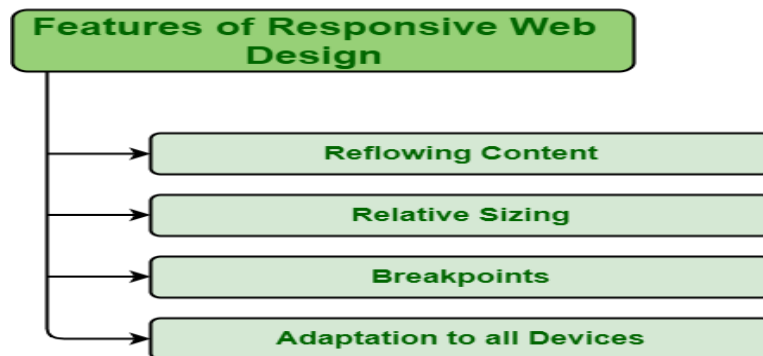 Features of Responsive Web
Design
Reflowing Content
Relative Sizing
Breakpoints
Adaptation to all Devices